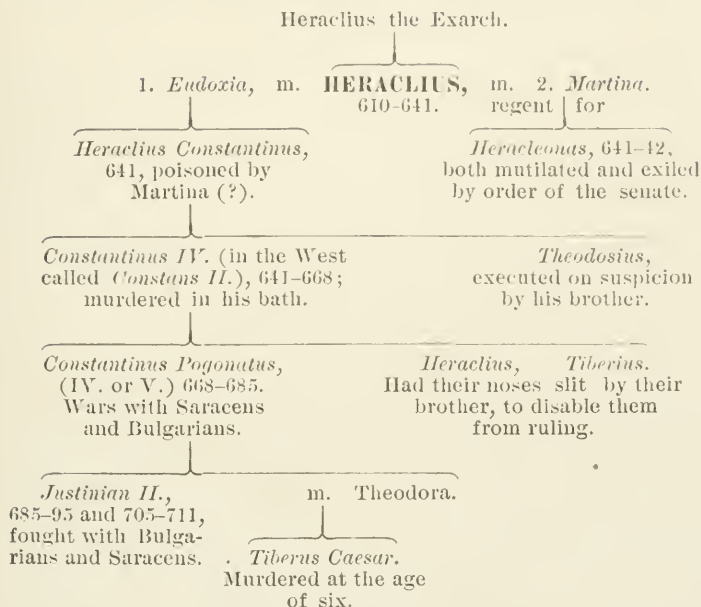 Heraclius the Exarch.
1. Eudoxia, m. HERACLIUS, m. 2. Martina.
610-641. regent for
Heraclius Constantinus,
641, poisoned by
Martina (?).
Heracleonas, 641-42,
both mutilated and exiled
by order of the senate.
Constantinus IV. (in the West
called Constans II.), 641-668;
murdered in his bath.
Theodosius,
executed on suspicion
by his brother.
Constantinus Pogonatus,
(IV. or V.) 668-685.
Wars with Saracens
and Bulgarians.
Heraclius, Tiberius.
Had their noses slit by their
brother, to disable them
from ruling.
Justinian II.,
685-95 and 705-711,
fought with Bulga-
rians and Saracens.
m. Theodora.
Tiberus Caesar.
Murdered at the age
of six.